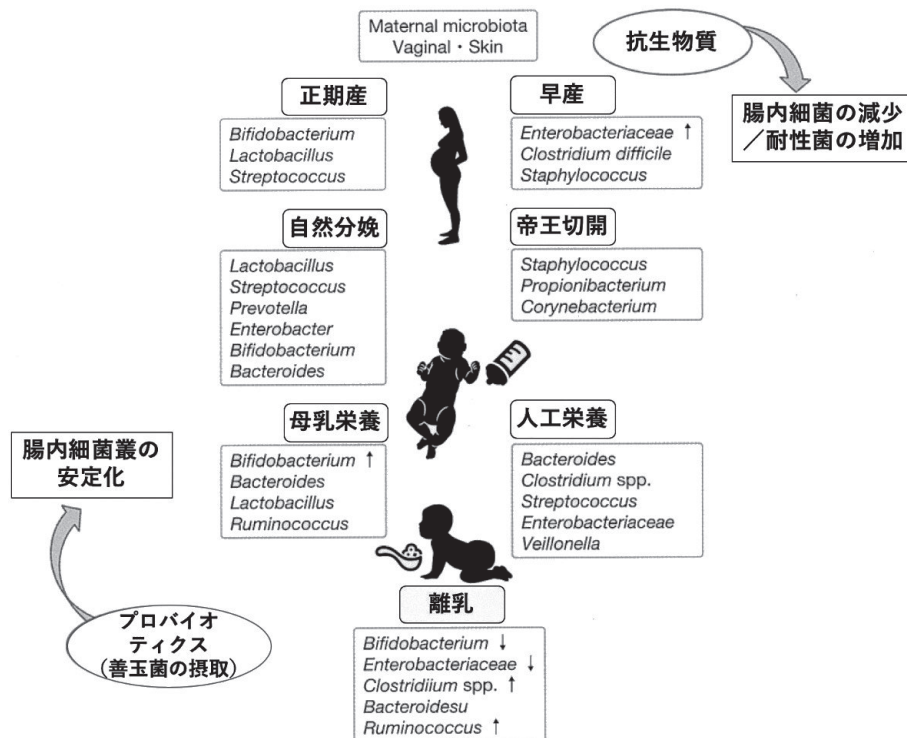 Maternal microbiota
Vaginal・Skin
抗生物質
腸内細菌の減少
／耐性菌の増加
正期産
Bifidobacterium
Lactobacillus
Streptococcus
早産
Enterobacteriaceae ↑
Clostridium difficile
Staphylococcus
自然分娩
Lactobacillus
Streptococcus
Prevotella
Enterobacter
Bifidobacterium
Bacteroides
帝王切開
Staphylococcus
Propionibacterium
Corynebacterium
母乳栄養
Bifidobacterium ↑
Bacteroides
Lactobacillus
Ruminococcus
人工栄養
Bacteroides
Clostridium spp.
Streptococcus
Enterobacteriaceae
Veillonella
腸内細菌叢の
安定化
プロバイオ
ティクス
(善玉菌の摂取)
離乳
Bifidobacterium ↓
Enterobacteriaceae ↓
Clostridiium spp. ↑
Bacteroidesu
Ruminococcus ↑